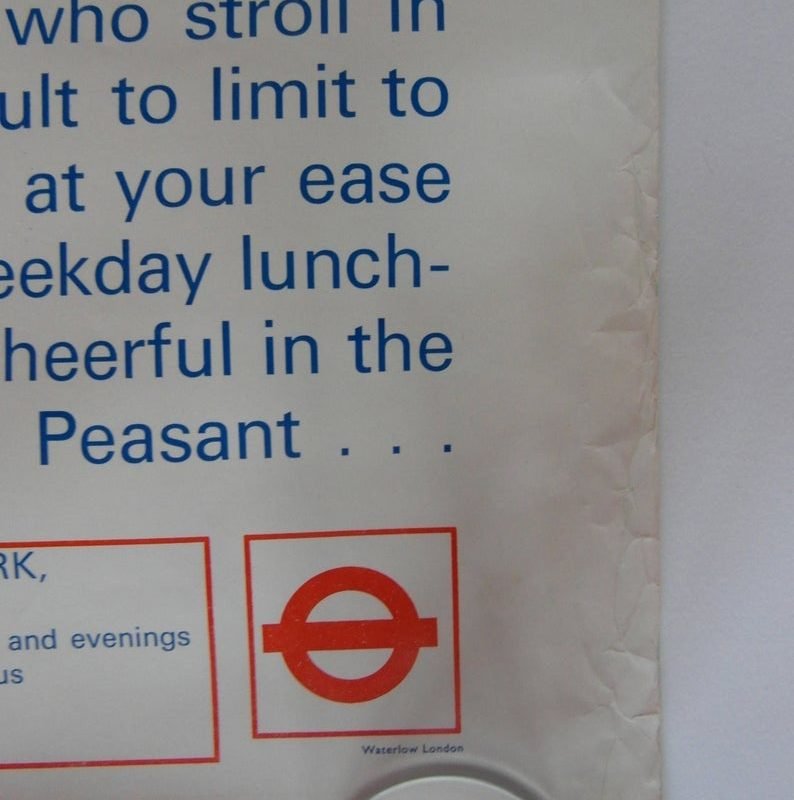 who stroll in
ult to limit to
at your ease
eekday lunch-
heerful in the
Peasant . . .
RK,
and evenings
us
Waterlow London